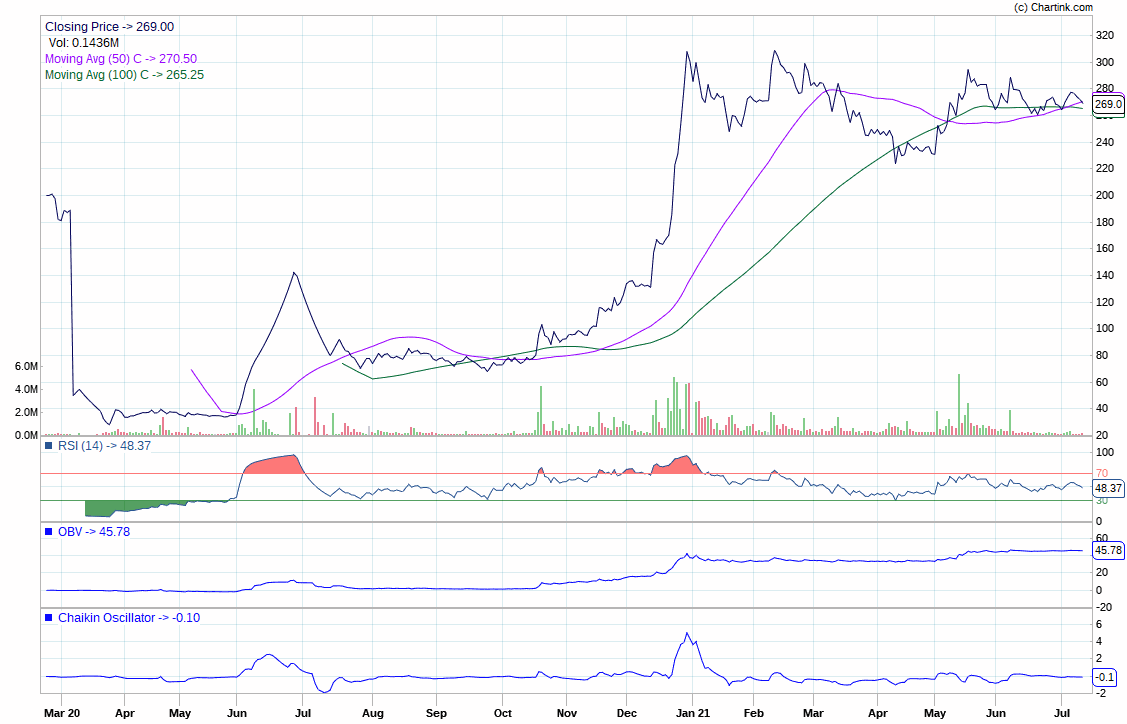 (c) Chartink.com
Closing Price -> 269.00
Vol: 0.1436M
Moving Avg (50) C -> 270.50
Moving Avg (100) C -> 265.25
320
300
280
269.0
260
240
220
200
180
160
140
120
100
80
60
40
20
6.0M
4.0M
2.0M
0.0M
RSI (14) -> 48.37
100
70
48.37
30
0
OBV -> 45.78
60
45.78
20
0
-20
Chaikin Oscillator -> -0.10
6
4
2
-0.1
-2
Mar 20 Apr May Jun Jul Aug Sep Oct Nov Dec Jan 21 Feb Mar Apr May Jun Jul